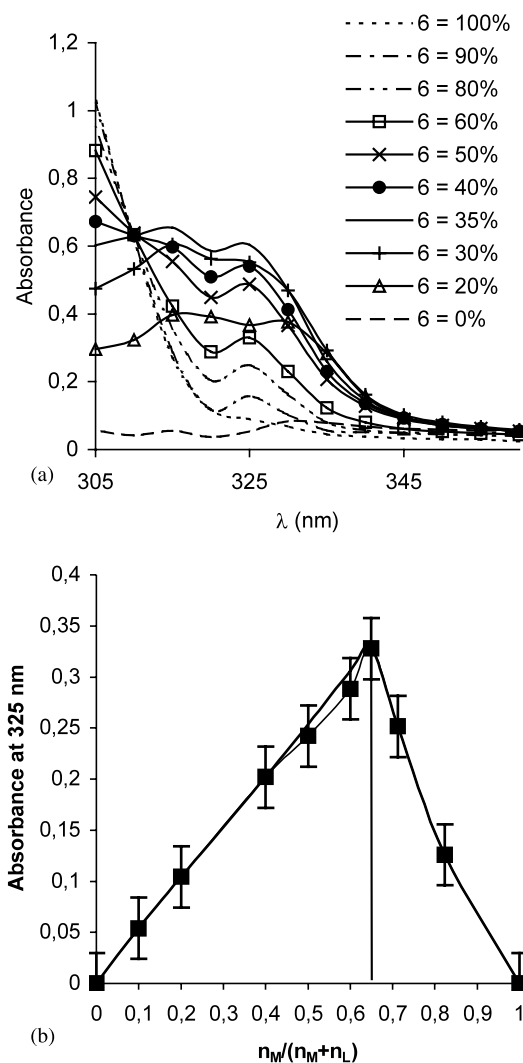 1,2
1
0,8
0,6
0,4
0,2
0
Absorbance
305
325
345
λ (nm)
(a)
6 = 100%
6 = 90%
6 = 80%
6 = 60%
6 = 50%
6 = 40%
6 = 35%
6 = 30%
6 = 20%
6 = 0%
0,4
0,35
0,3
0,25
0,2
0,15
0,1
0,05
0
Absorbance at 325 nm
0 0,1 0,2 0,3 0,4 0,5 0,6 0,7 0,8 0,9 1
(b)
nM/(nM+nL)